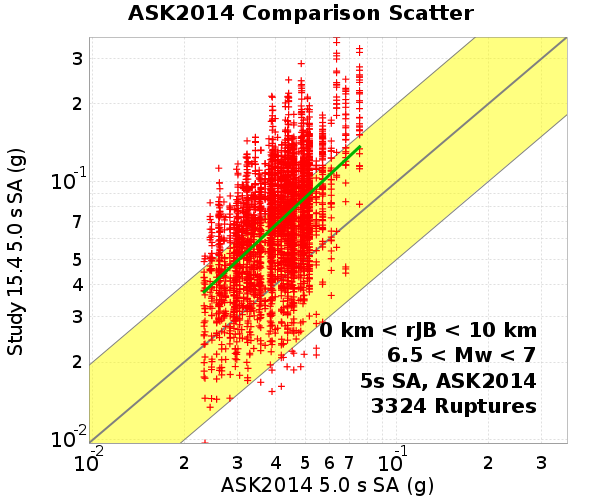 ASK2014 Comparison Scatter
Study 15.4 5.0 s SA (g)
3
2
10-1
7
5
4
3
2
10-2
0 km < rJB < 10 km
6.5 < Mw < 7
5s SA, ASK2014
3324 Ruptures
10-2 2 3 4 5 6 7 10-1 2 3
ASK2014 5.0 s SA (g)